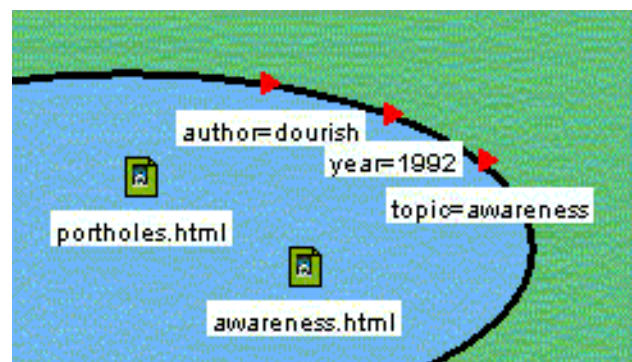 author=dourish
year=1992
topic=awareness
portholes.html
awareness.html